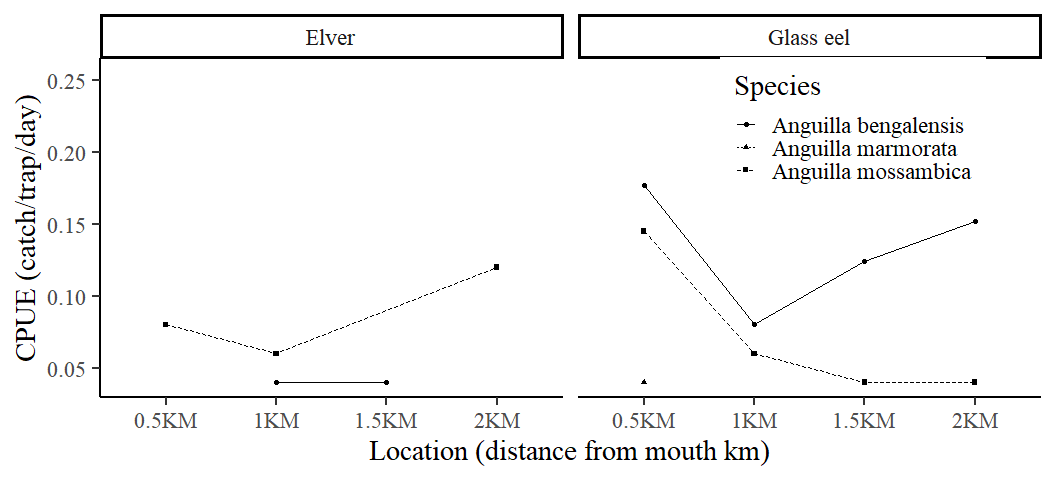 Elver
Glass eel
Species
Anguilla bengalensis
Anguilla marmorata
Anguilla mossambica
CPUE (catch/trap/day)
0.25
0.20
0.15
0.10
0.05
0.5KM 1KM 1.5KM 2KM
0.5KM 1KM 1.5KM 2KM
Location (distance from mouth km)